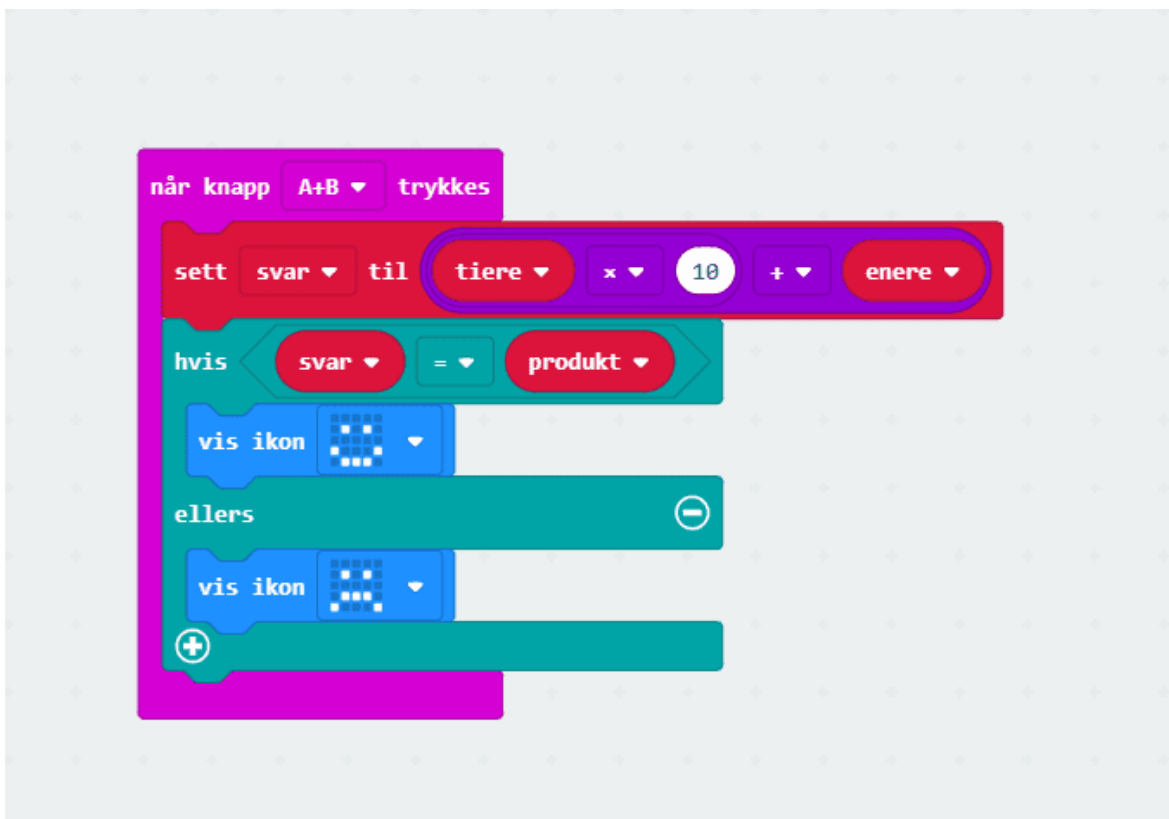 når knapp A+B trykkes
sett svar til tiere x 10 + enere
hvis svar = produkt
vis ikon
ellers
vis ikon